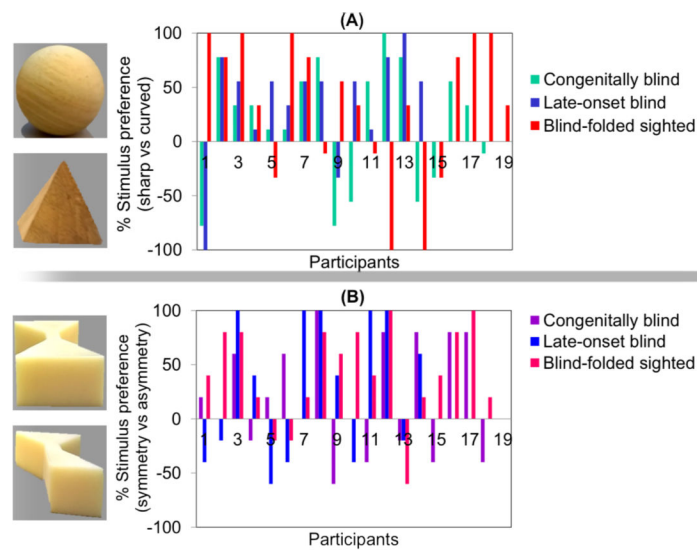 (A)
100
50
0
-50
-100
% Stimulus preference
(sharp vs curved)
1 3 5 7 9 11 13 15 17 19
Participants
Congenitally blind
Late-onset blind
Blind-folded sighted
(B)
100
50
0
-50
-100
% Stimulus preference
(symmetry vs asymmetry)
1 3 5 7 9 11 13 15 17 19
Participants
Congenitally blind
Late-onset blind
Blind-folded sighted